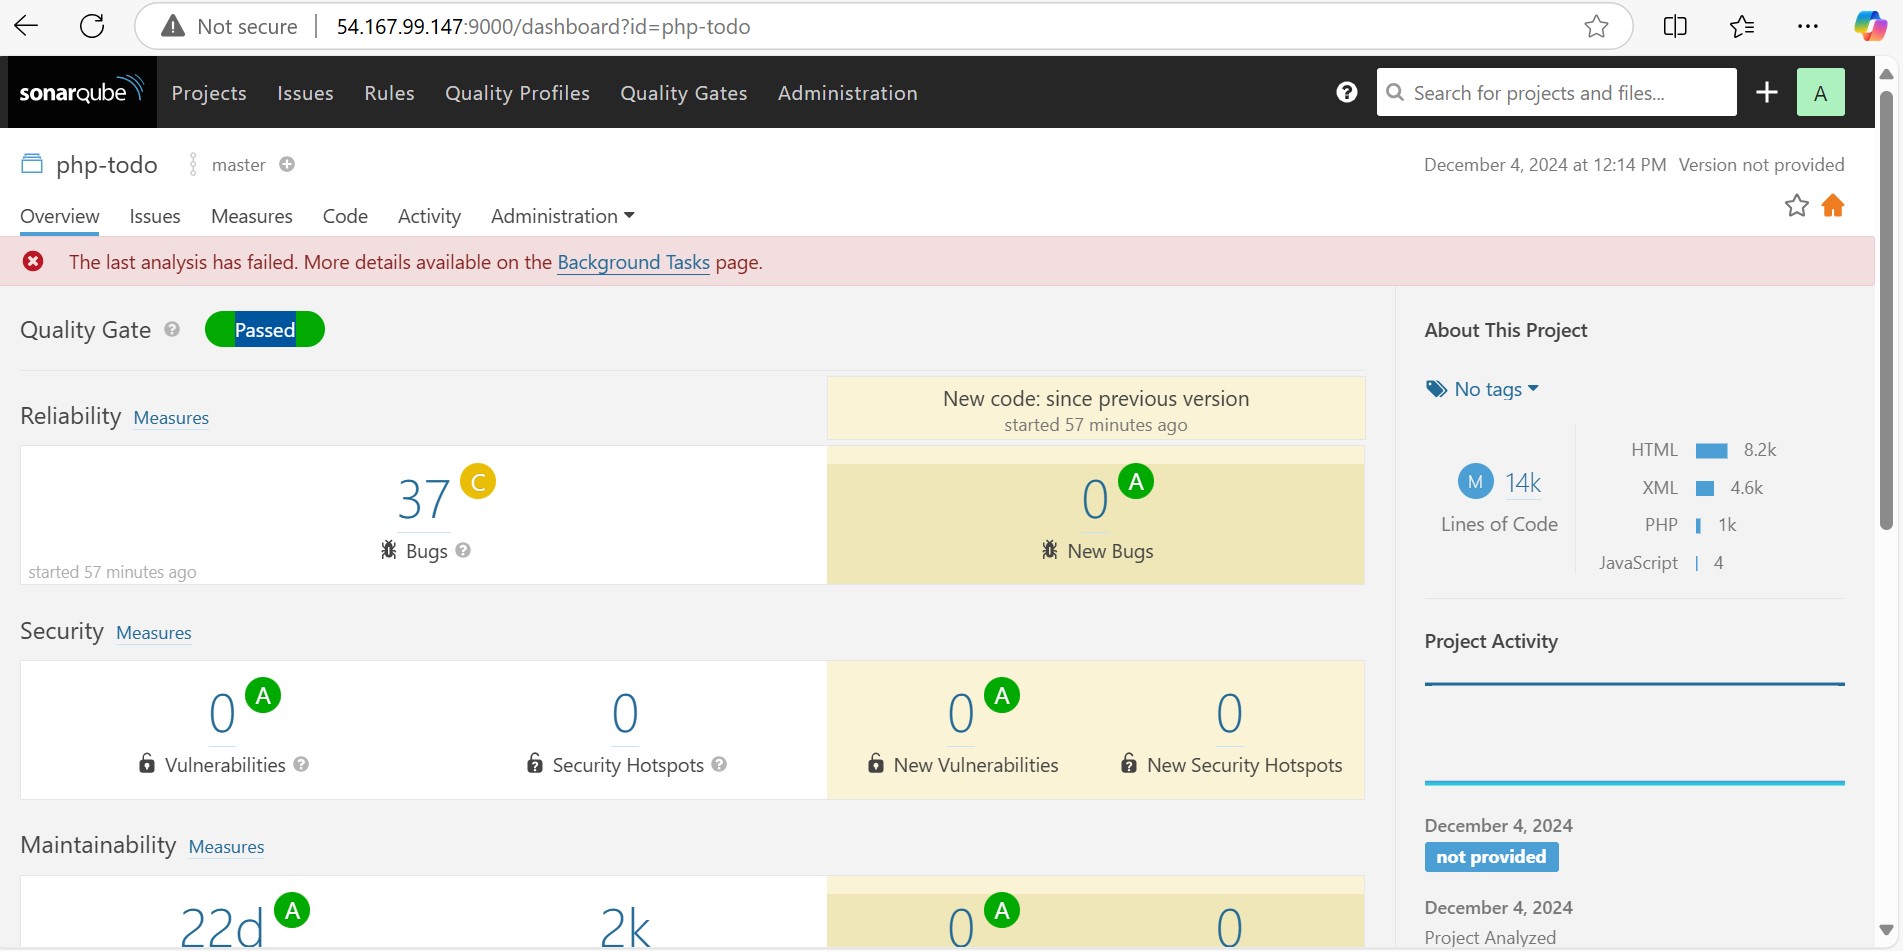 Not secure 54.167.99.147:9000/dashboard?id=php-todo
sonarqube Projects Issues Rules Quality Profiles Quality Gates Administration Search for projects and files... A
php-todo master December 4, 2024 at 12:14 PM Version not provided
Overview Issues Measures Code Activity Administration
The last analysis has failed. More details available on the Background Tasks page.
Quality Gate ? Passed
New code: since previous version
started 57 minutes ago
Reliability Measures
37 C
Bugs ?
started 57 minutes ago
0 A
New Bugs
Security Measures
0 A
Vulnerabilities ?
0
Security Hotspots ?
0 A
New Vulnerabilities
0
New Security Hotspots
Maintainability Measures
22d A
2k
0 A
0
About This Project
No tags
M 14k
Lines of Code
HTML 8.2k
XML 4.6k
PHP 1k
JavaScript 4
Project Activity
December 4, 2024
not provided
December 4, 2024
Project Analyzed